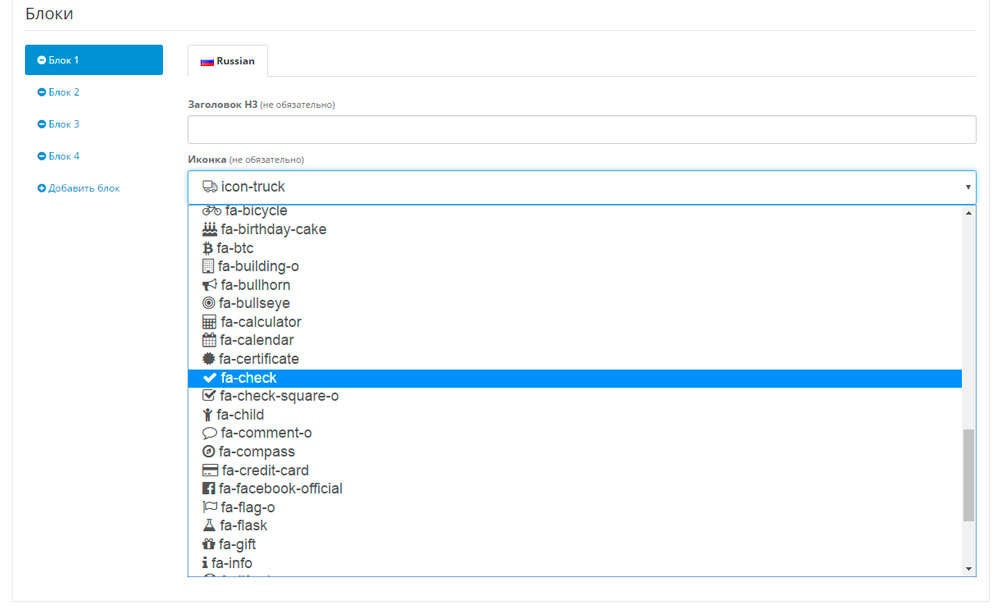 Блоки
Блок 1
Блок 2
Блок 3
Блок 4
Добавить блок
Russian
Заголовок H3 (не обязательно)
Иконка (не обязательно)
icon-truck
fa-bicycle
fa-birthday-cake
fa-btc
fa-building-o
fa-bullhorn
fa-bullseye
fa-calculator
fa-calendar
fa-certificate
fa-check
fa-check-square-o
fa-child
fa-comment-o
fa-compass
fa-credit-card
fa-facebook-official
fa-flag-o
fa-flask
fa-gift
fa-info